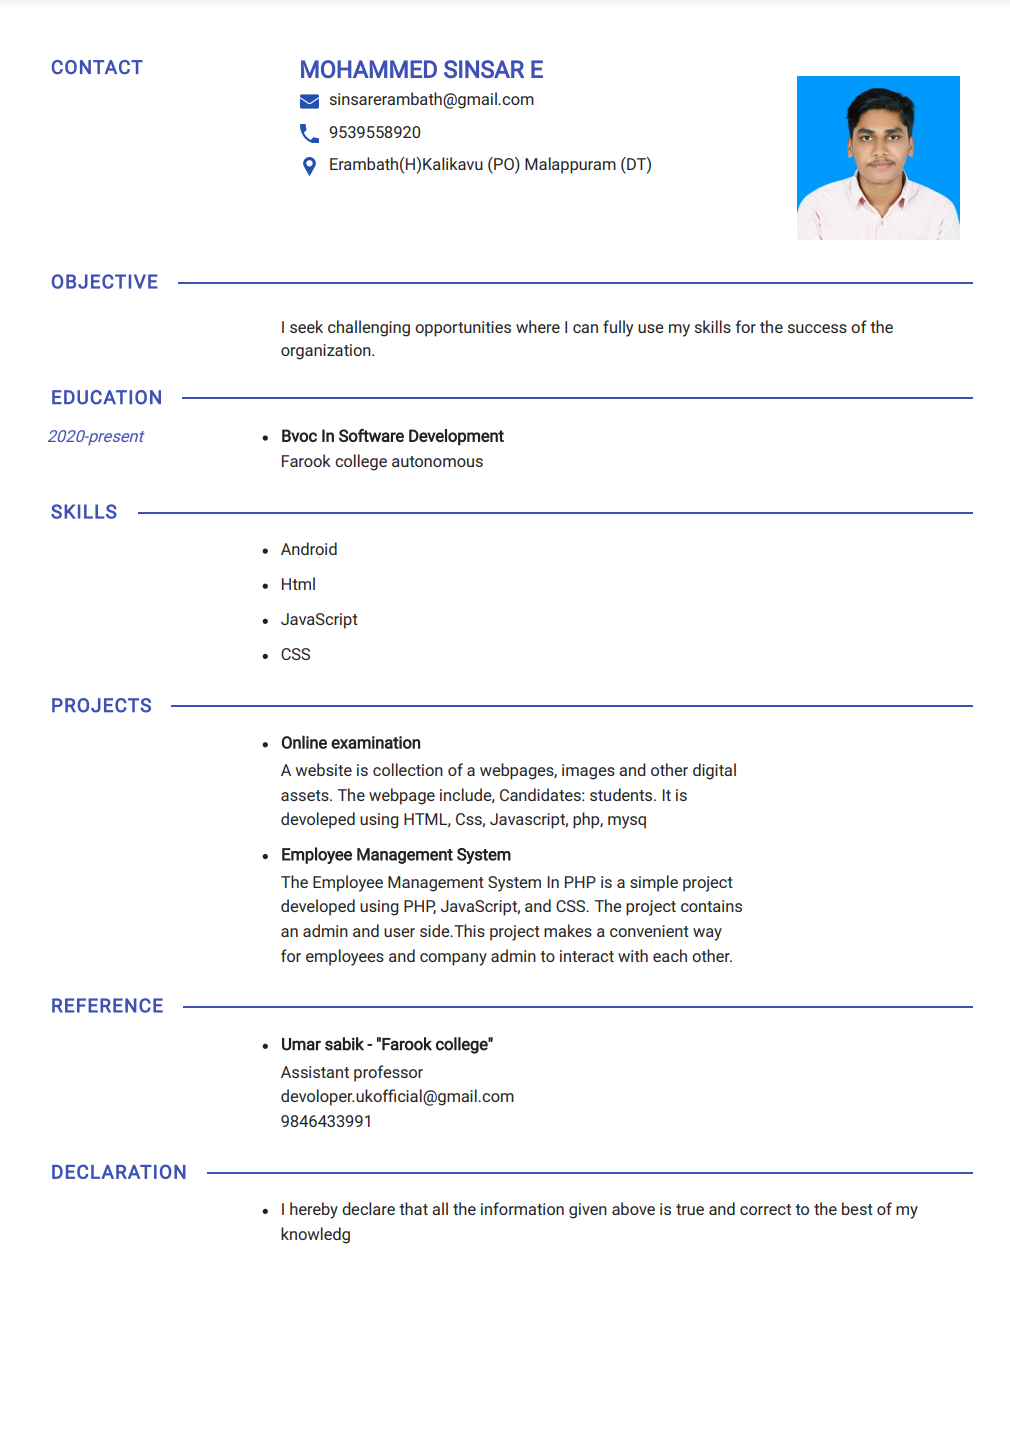 CONTACT
MOHAMMED SINSAR E
sinsarerambath@gmail.com
9539558920
Erambath(H)Kalikavu (PO) Malappuram (DT)
OBJECTIVE
I seek challenging opportunities where I can fully use my skills for the success of the
organization.
EDUCATION
2020-present
• Bvoc In Software Development
Farook college autonomous
SKILLS
• Android
• Html
• JavaScript
• CSS
PROJECTS
• Online examination
A website is collection of a webpages, images and other digital
assets. The webpage include, Candidates: students. It is
devoleped using HTML, Css, Javascript, php, mysq
• Employee Management System
The Employee Management System In PHP is a simple project
developed using PHP, JavaScript, and CSS. The project contains
an admin and user side.This project makes a convenient way
for employees and company admin to interact with each other.
REFERENCE
• Umar sabik - "Farook college"
Assistant professor
devoloper.ukofficial@gmail.com
9846433991
DECLARATION
• I hereby declare that all the information given above is true and correct to the best of my
knowledg